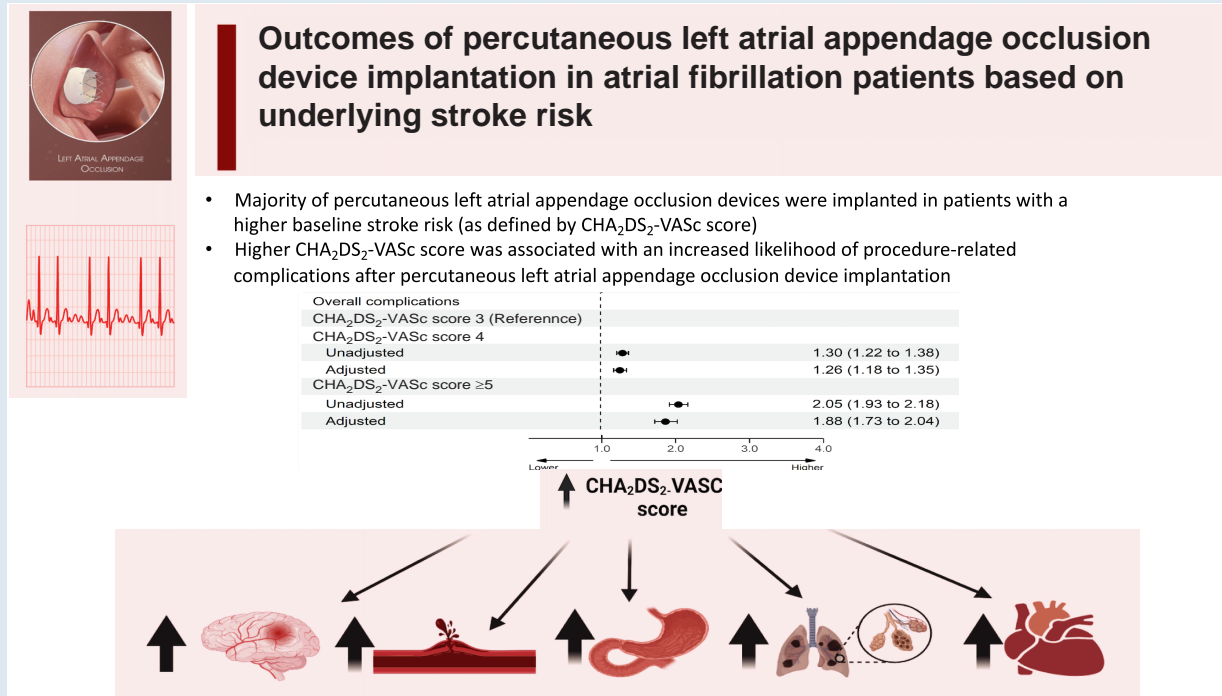 LEFT ATRIAL APPENDAGE
OCCLUSION
Outcomes of percutaneous left atrial appendage occlusion
device implantation in atrial fibrillation patients based on
underlying stroke risk
• Majority of percutaneous left atrial appendage occlusion devices were implanted in patients with a
higher baseline stroke risk (as defined by CHA₂DS₂-VASc score)
• Higher CHA₂DS₂-VASc score was associated with an increased likelihood of procedure-related
complications after percutaneous left atrial appendage occlusion device implantation
Overall complications
CHA₂DS₂-VASc score 3 (Referennce)
CHA₂DS₂-VASc score 4
Unadjusted 1.30 (1.22 to 1.38)
Adjusted 1.26 (1.18 to 1.35)
CHA₂DS₂-VASc score ≥5
Unadjusted 2.05 (1.93 to 2.18)
Adjusted 1.88 (1.73 to 2.04)
1.0 2.0 3.0 4.0
Lower Higher
CHA₂DS₂-VASC
score